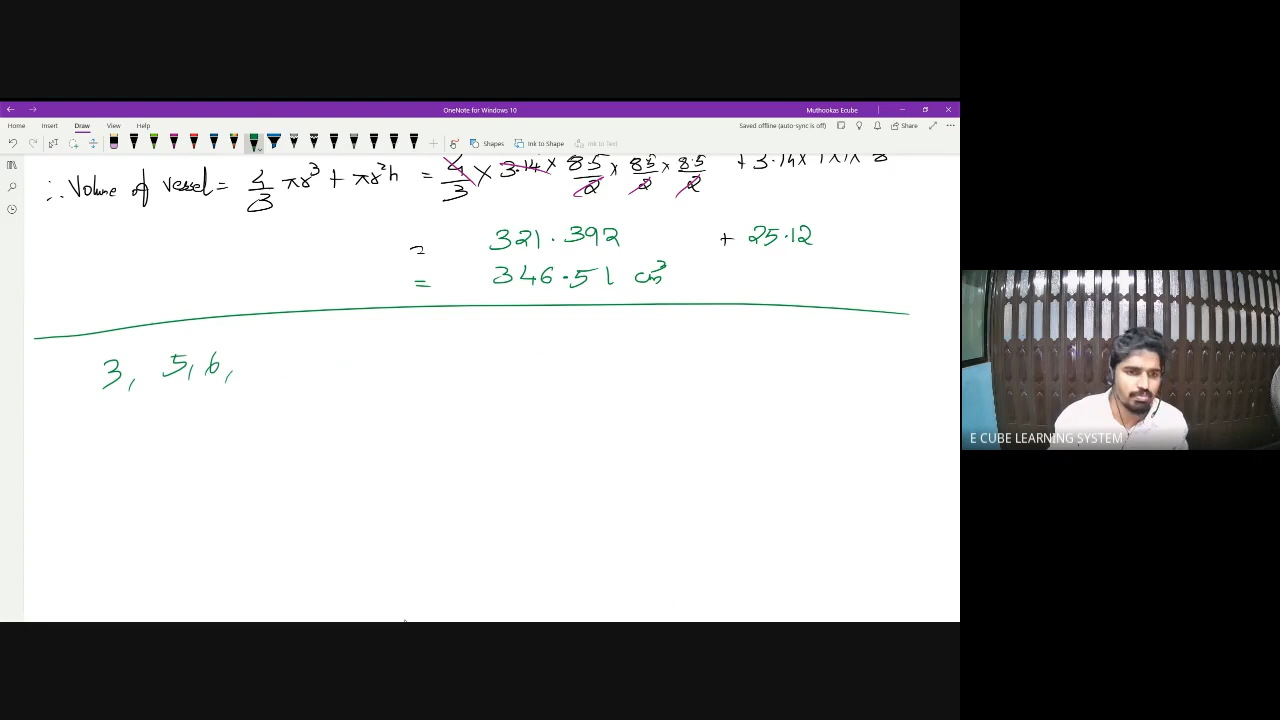 OneNote for Windows 10
Muthookas Ecube
Home Insert Draw View Help
Saved offline (auto-sync is off)
Share
Shapes Ink to Shape Ink to Text
∴ Volume of vessel = 4/3 πr³ + πr²h = 4/3 × 3.14 × 8.5/2 × 8.5/2 × 8.5/2 + 3.14 × 1 × 1 × 8
= 321.392 + 25.12
= 346.51 cm³
3, 5, 6,
E CUBE LEARNING SYSTEM